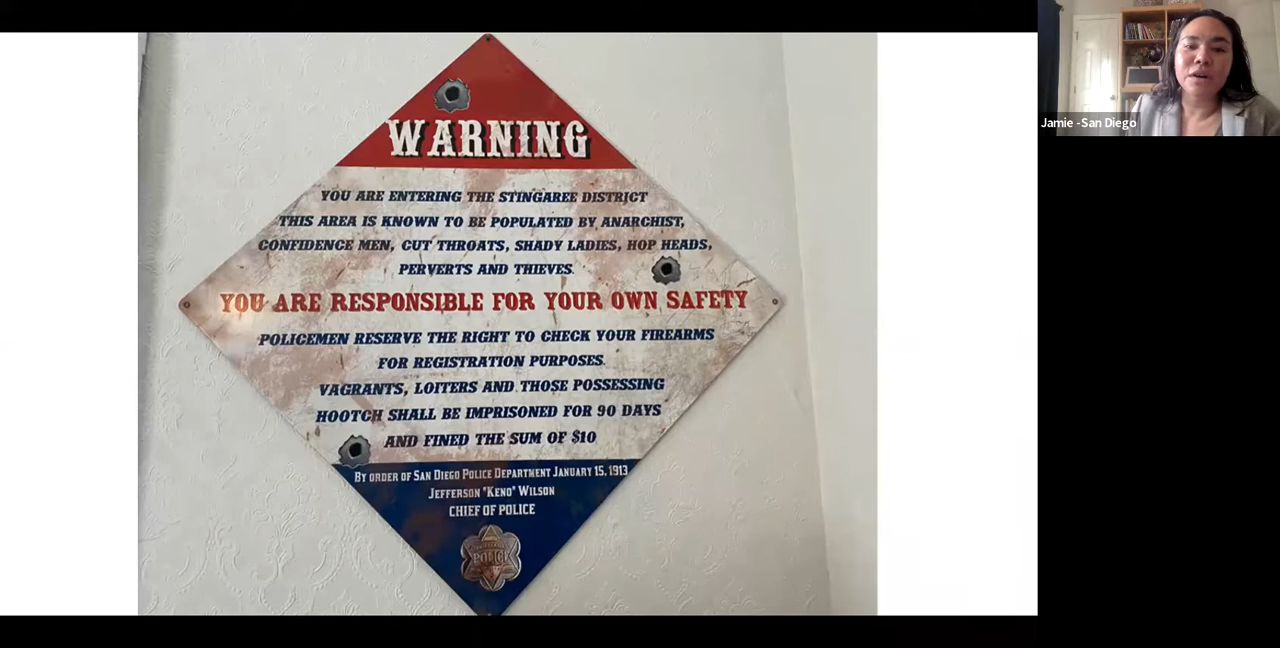 Jamie -San Diego
WARNING
YOU ARE ENTERING THE STINGAREE DISTRICT
THIS AREA IS KNOWN TO BE POPULATED BY ANARCHIST,
CONFIDENCE MEN, CUT THROATS, SHADY LADIES, HOP HEADS,
PERVERTS AND THIEVES.
YOU ARE RESPONSIBLE FOR YOUR OWN SAFETY
POLICEMEN RESERVE THE RIGHT TO CHECK YOUR FIREARMS
FOR REGISTRATION PURPOSES.
VAGRANTS, LOITERS AND THOSE POSSESSING
HOOTCH SHALL BE IMPRISONED FOR 90 DAYS
AND FINED THE SUM OF $10
BY ORDER OF SAN DIEGO POLICE DEPARTMENT JANUARY 15, 1913
JEFFERSON "KENO" WILSON
CHIEF OF POLICE
POLICE